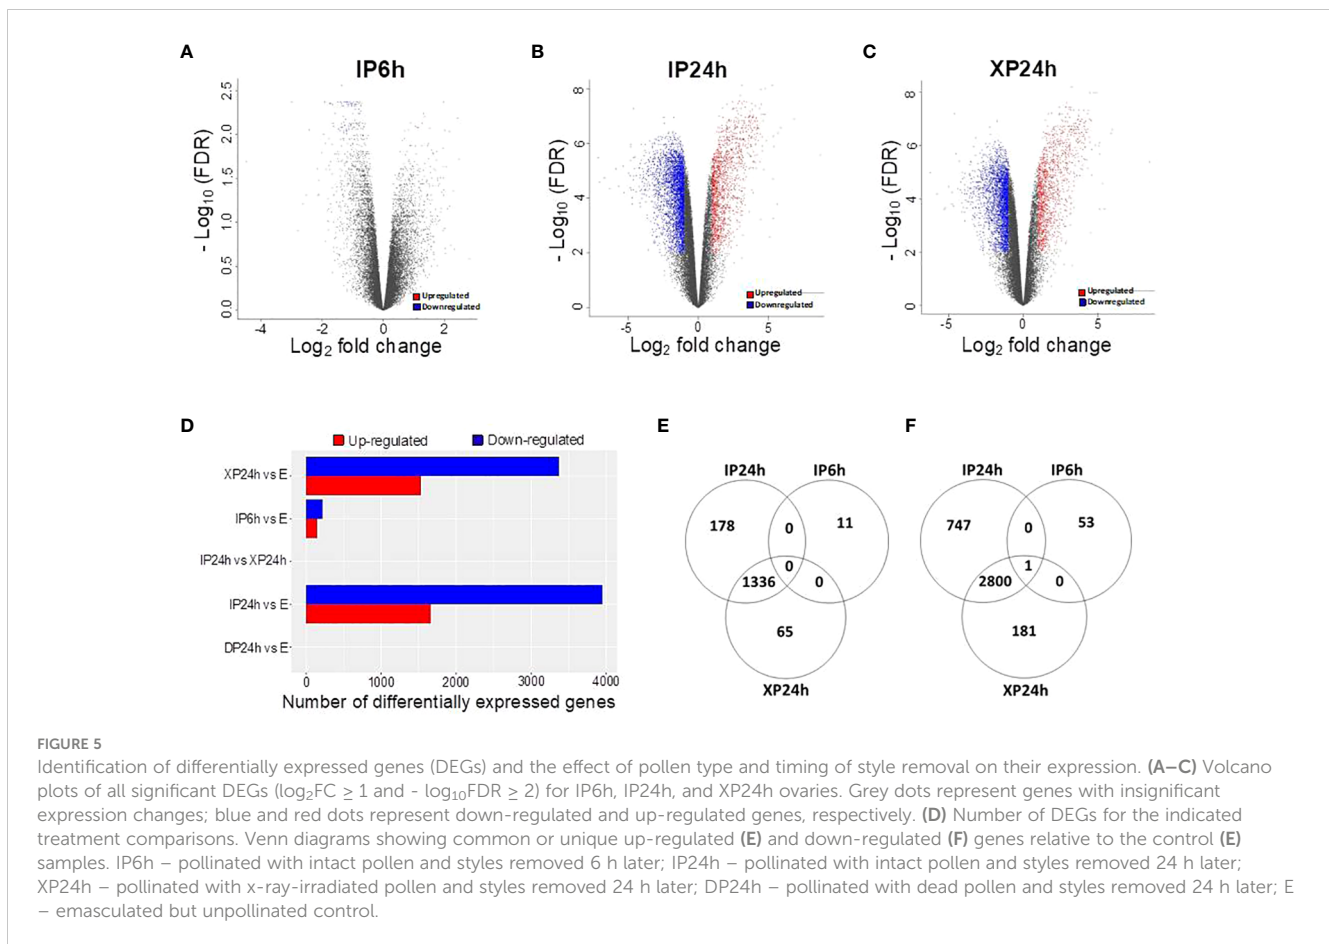 A
IP6h
- Log10 (FDR)
2.5
2.0
1.5
1.0
0.5
0.0
Upregulated
Downregulated
-4
-2
0
2
Log2 fold change
B
IP24h
- Log10 (FDR)
8
6
4
2
0
Upregulated
Downregulated
-5
0
5
Log2 fold change
C
XP24h
- Log10 (FDR)
8
6
4
2
0
Upregulated
Downregulated
-5
0
5
Log2 fold change
D
Up-regulated
Down-regulated
XP24h vs E
IP6h vs E
IP24h vs XP24h
IP24h vs E
DP24h vs E
0
1000
2000
3000
4000
Number of differentially expressed genes
E
IP24h
IP6h
178
0
11
0
1336
0
65
XP24h
F
IP24h
IP6h
747
0
53
1
2800
0
181
XP24h
FIGURE 5
Identification of differentially expressed genes (DEGs) and the effect of pollen type and timing of style removal on their expression. (A–C) Volcano
plots of all significant DEGs (log2FC ≥ 1 and - log10FDR ≥ 2) for IP6h, IP24h, and XP24h ovaries. Grey dots represent genes with insignificant
expression changes; blue and red dots represent down-regulated and up-regulated genes, respectively. (D) Number of DEGs for the indicated
treatment comparisons. Venn diagrams showing common or unique up-regulated (E) and down-regulated (F) genes relative to the control (E)
samples. IP6h – pollinated with intact pollen and styles removed 6 h later; IP24h – pollinated with intact pollen and styles removed 24 h later;
XP24h – pollinated with x-ray-irradiated pollen and styles removed 24 h later; DP24h – pollinated with dead pollen and styles removed 24 h later; E
– emasculated but unpollinated control.